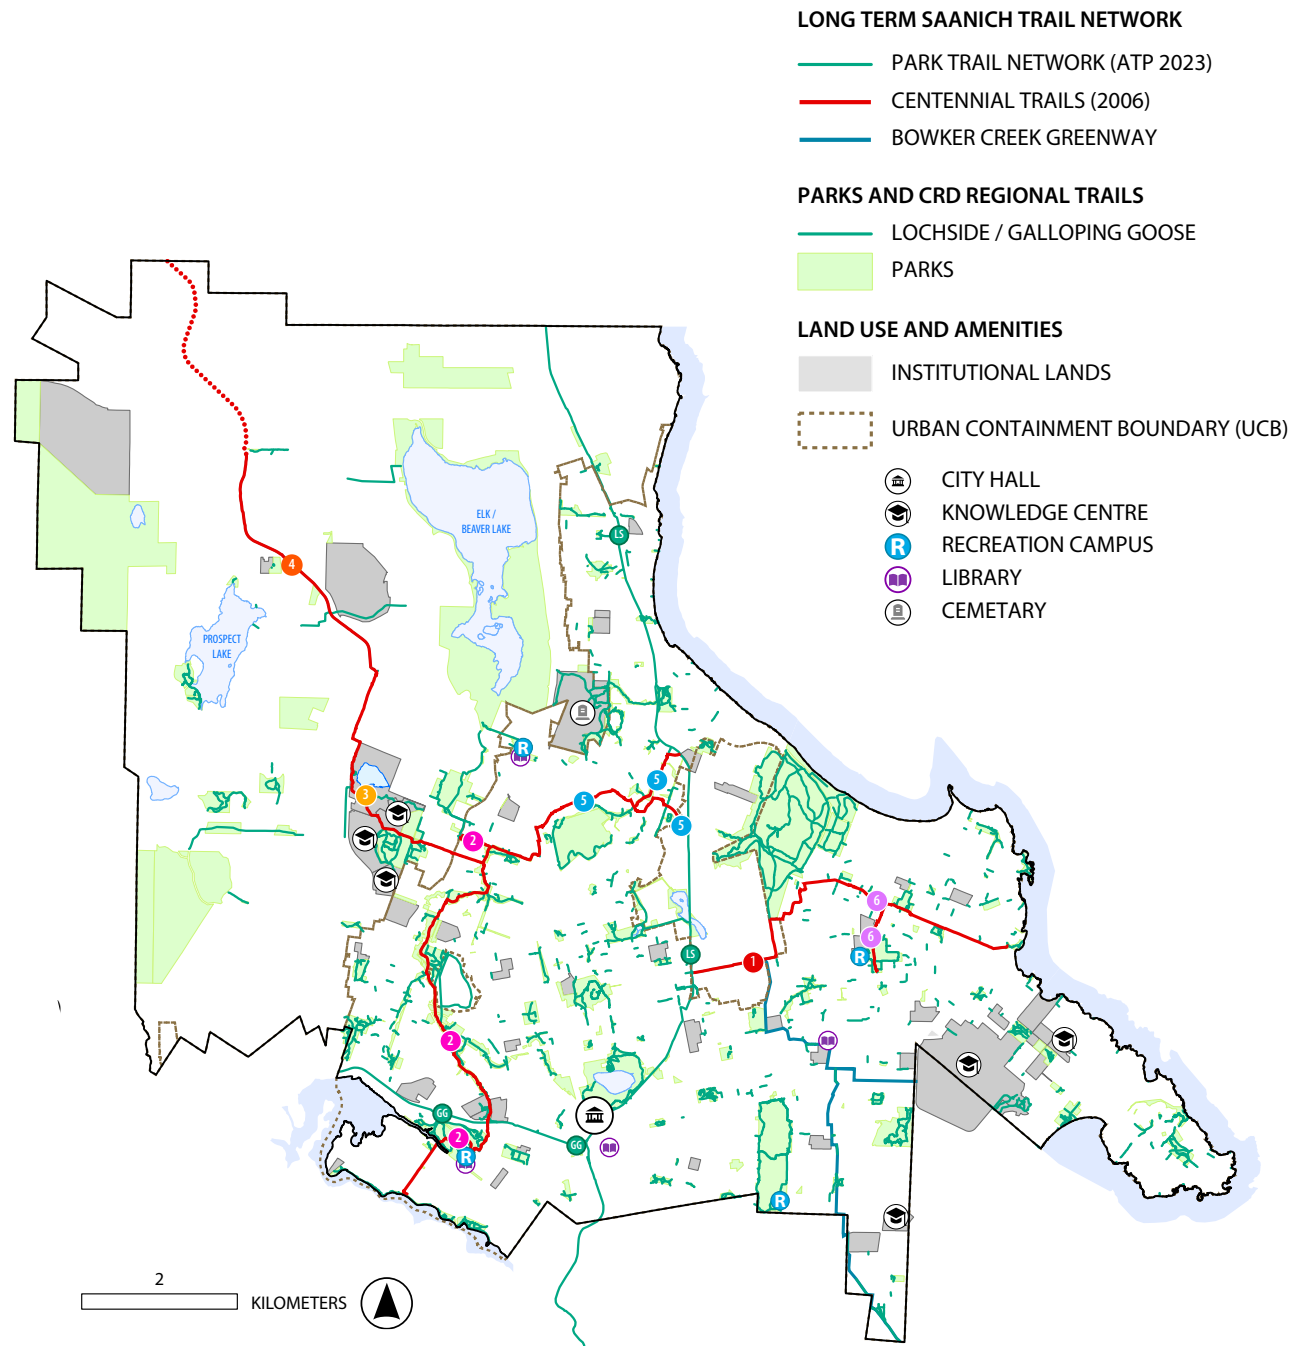 LONG TERM SAANICH TRAIL NETWORK
PARK TRAIL NETWORK (ATP 2023)
CENTENNIAL TRAILS (2006)
BOWKER CREEK GREENWAY
PARKS AND CRD REGIONAL TRAILS
LOCHSIDE / GALLOPING GOOSE
PARKS
LAND USE AND AMENITIES
INSTITUTIONAL LANDS
URBAN CONTAINMENT BOUNDARY (UCB)
CITY HALL
KNOWLEDGE CENTRE
R RECREATION CAMPUS
LIBRARY
CEMETARY
ELK /
BEAVER LAKE
LS
4
PROSPECT
LAKE
R
5
5
3
5
2
6
6
R
LS
1
2
GG
2
GG
R
R
2
KILOMETERS